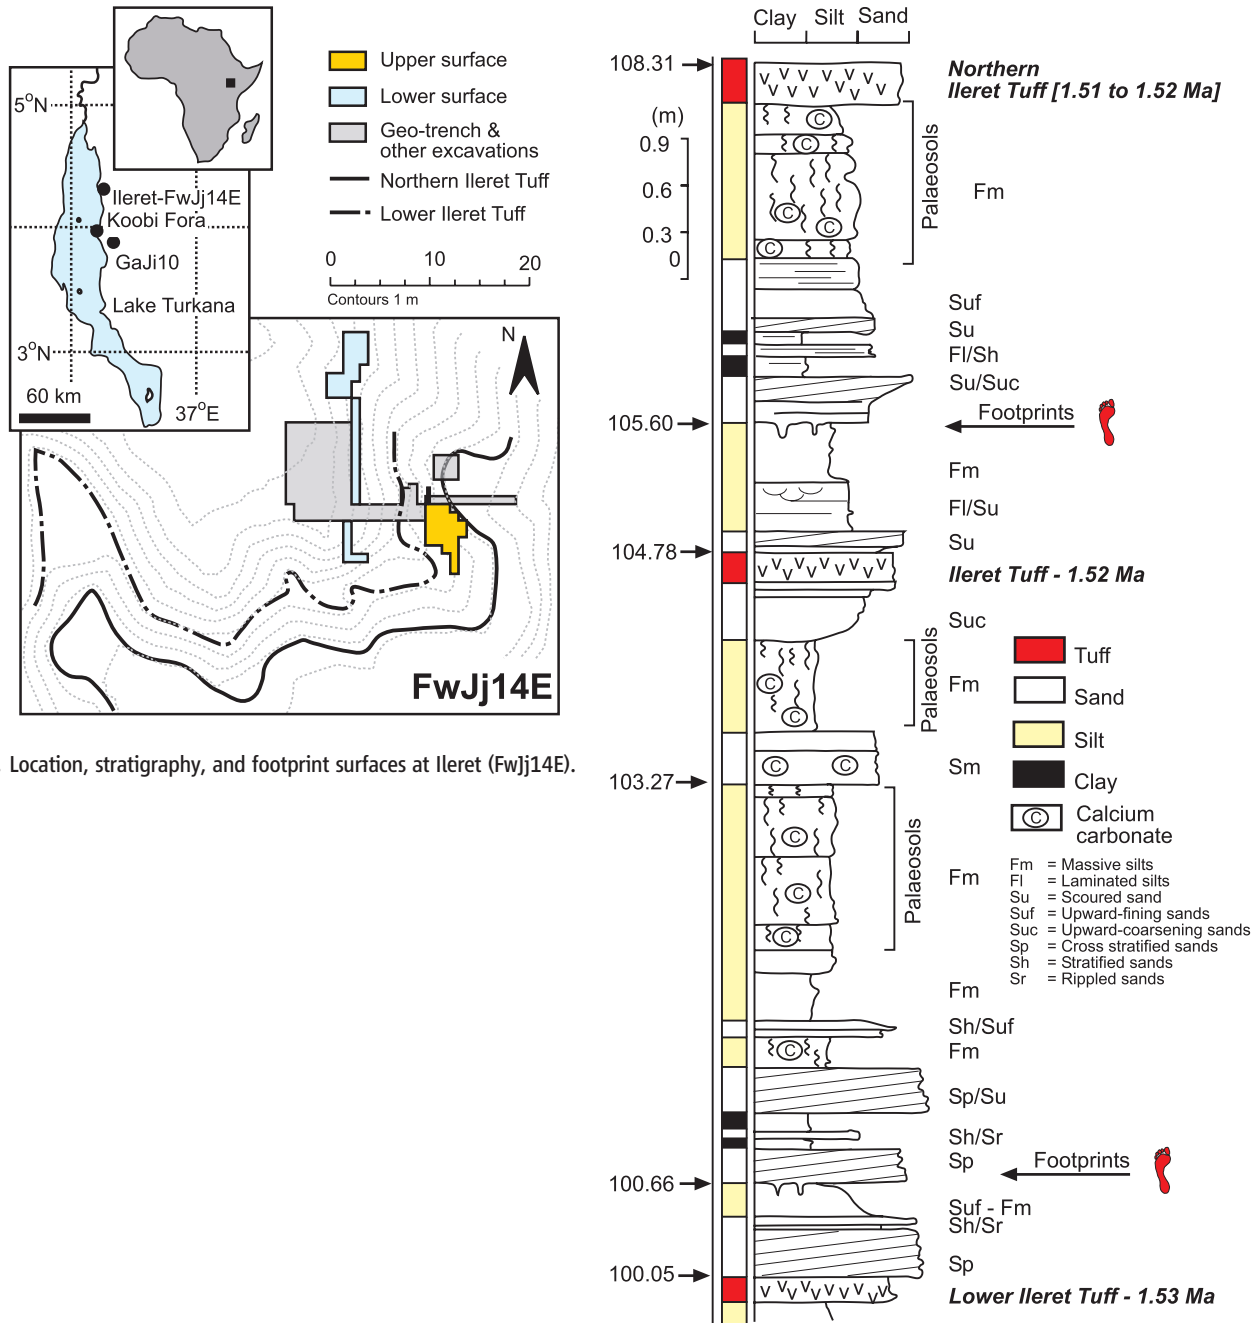 5°N
Ileret-FwJj14E
Koobi Fora
GaJi10
Lake Turkana
3°N
60 km
37°E
Upper surface
Lower surface
Geo-trench &
other excavations
Northern Ileret Tuff
Lower Ileret Tuff
0 10 20
Contours 1 m
N
FwJj14E
. Location, stratigraphy, and footprint surfaces at Ileret (FwJj14E).
Clay Silt Sand
108.31
Northern
Ileret Tuff [1.51 to 1.52 Ma]
(m)
0.9
0.6
0.3
0
C
C
C
C
C
Palaeosols
Fm
Suf
Su
Fl/Sh
Su/Suc
105.60
Footprints
Fm
Fl/Su
Su
104.78
Ileret Tuff - 1.52 Ma
Suc
C
C
Palaeosols
Fm
C C
Sm
103.27
C
C
C
Palaeosols
Fm
Fm
Sh/Suf
C
Fm
Sp/Su
Sh/Sr
Sp
Footprints
100.66
Suf - Fm
Sh/Sr
Sp
100.05
Lower Ileret Tuff - 1.53 Ma
Tuff
Sand
Silt
Clay
C Calcium
carbonate
Fm = Massive silts
Fl = Laminated silts
Su = Scoured sand
Suf = Upward-fining sands
Suc = Upward-coarsening sands
Sp = Cross stratified sands
Sh = Stratified sands
Sr = Rippled sands